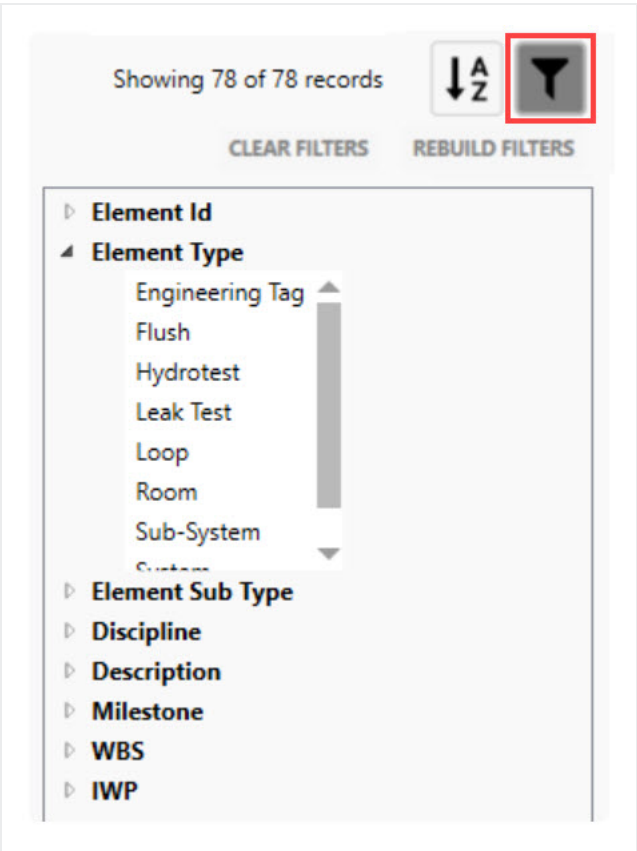 Showing 78 of 78 records
A
Z
CLEAR FILTERS REBUILD FILTERS
Element Id
Element Type
Engineering Tag
Flush
Hydrotest
Leak Test
Loop
Room
Sub-System
Element Sub Type
Discipline
Description
Milestone
WBS
IWP